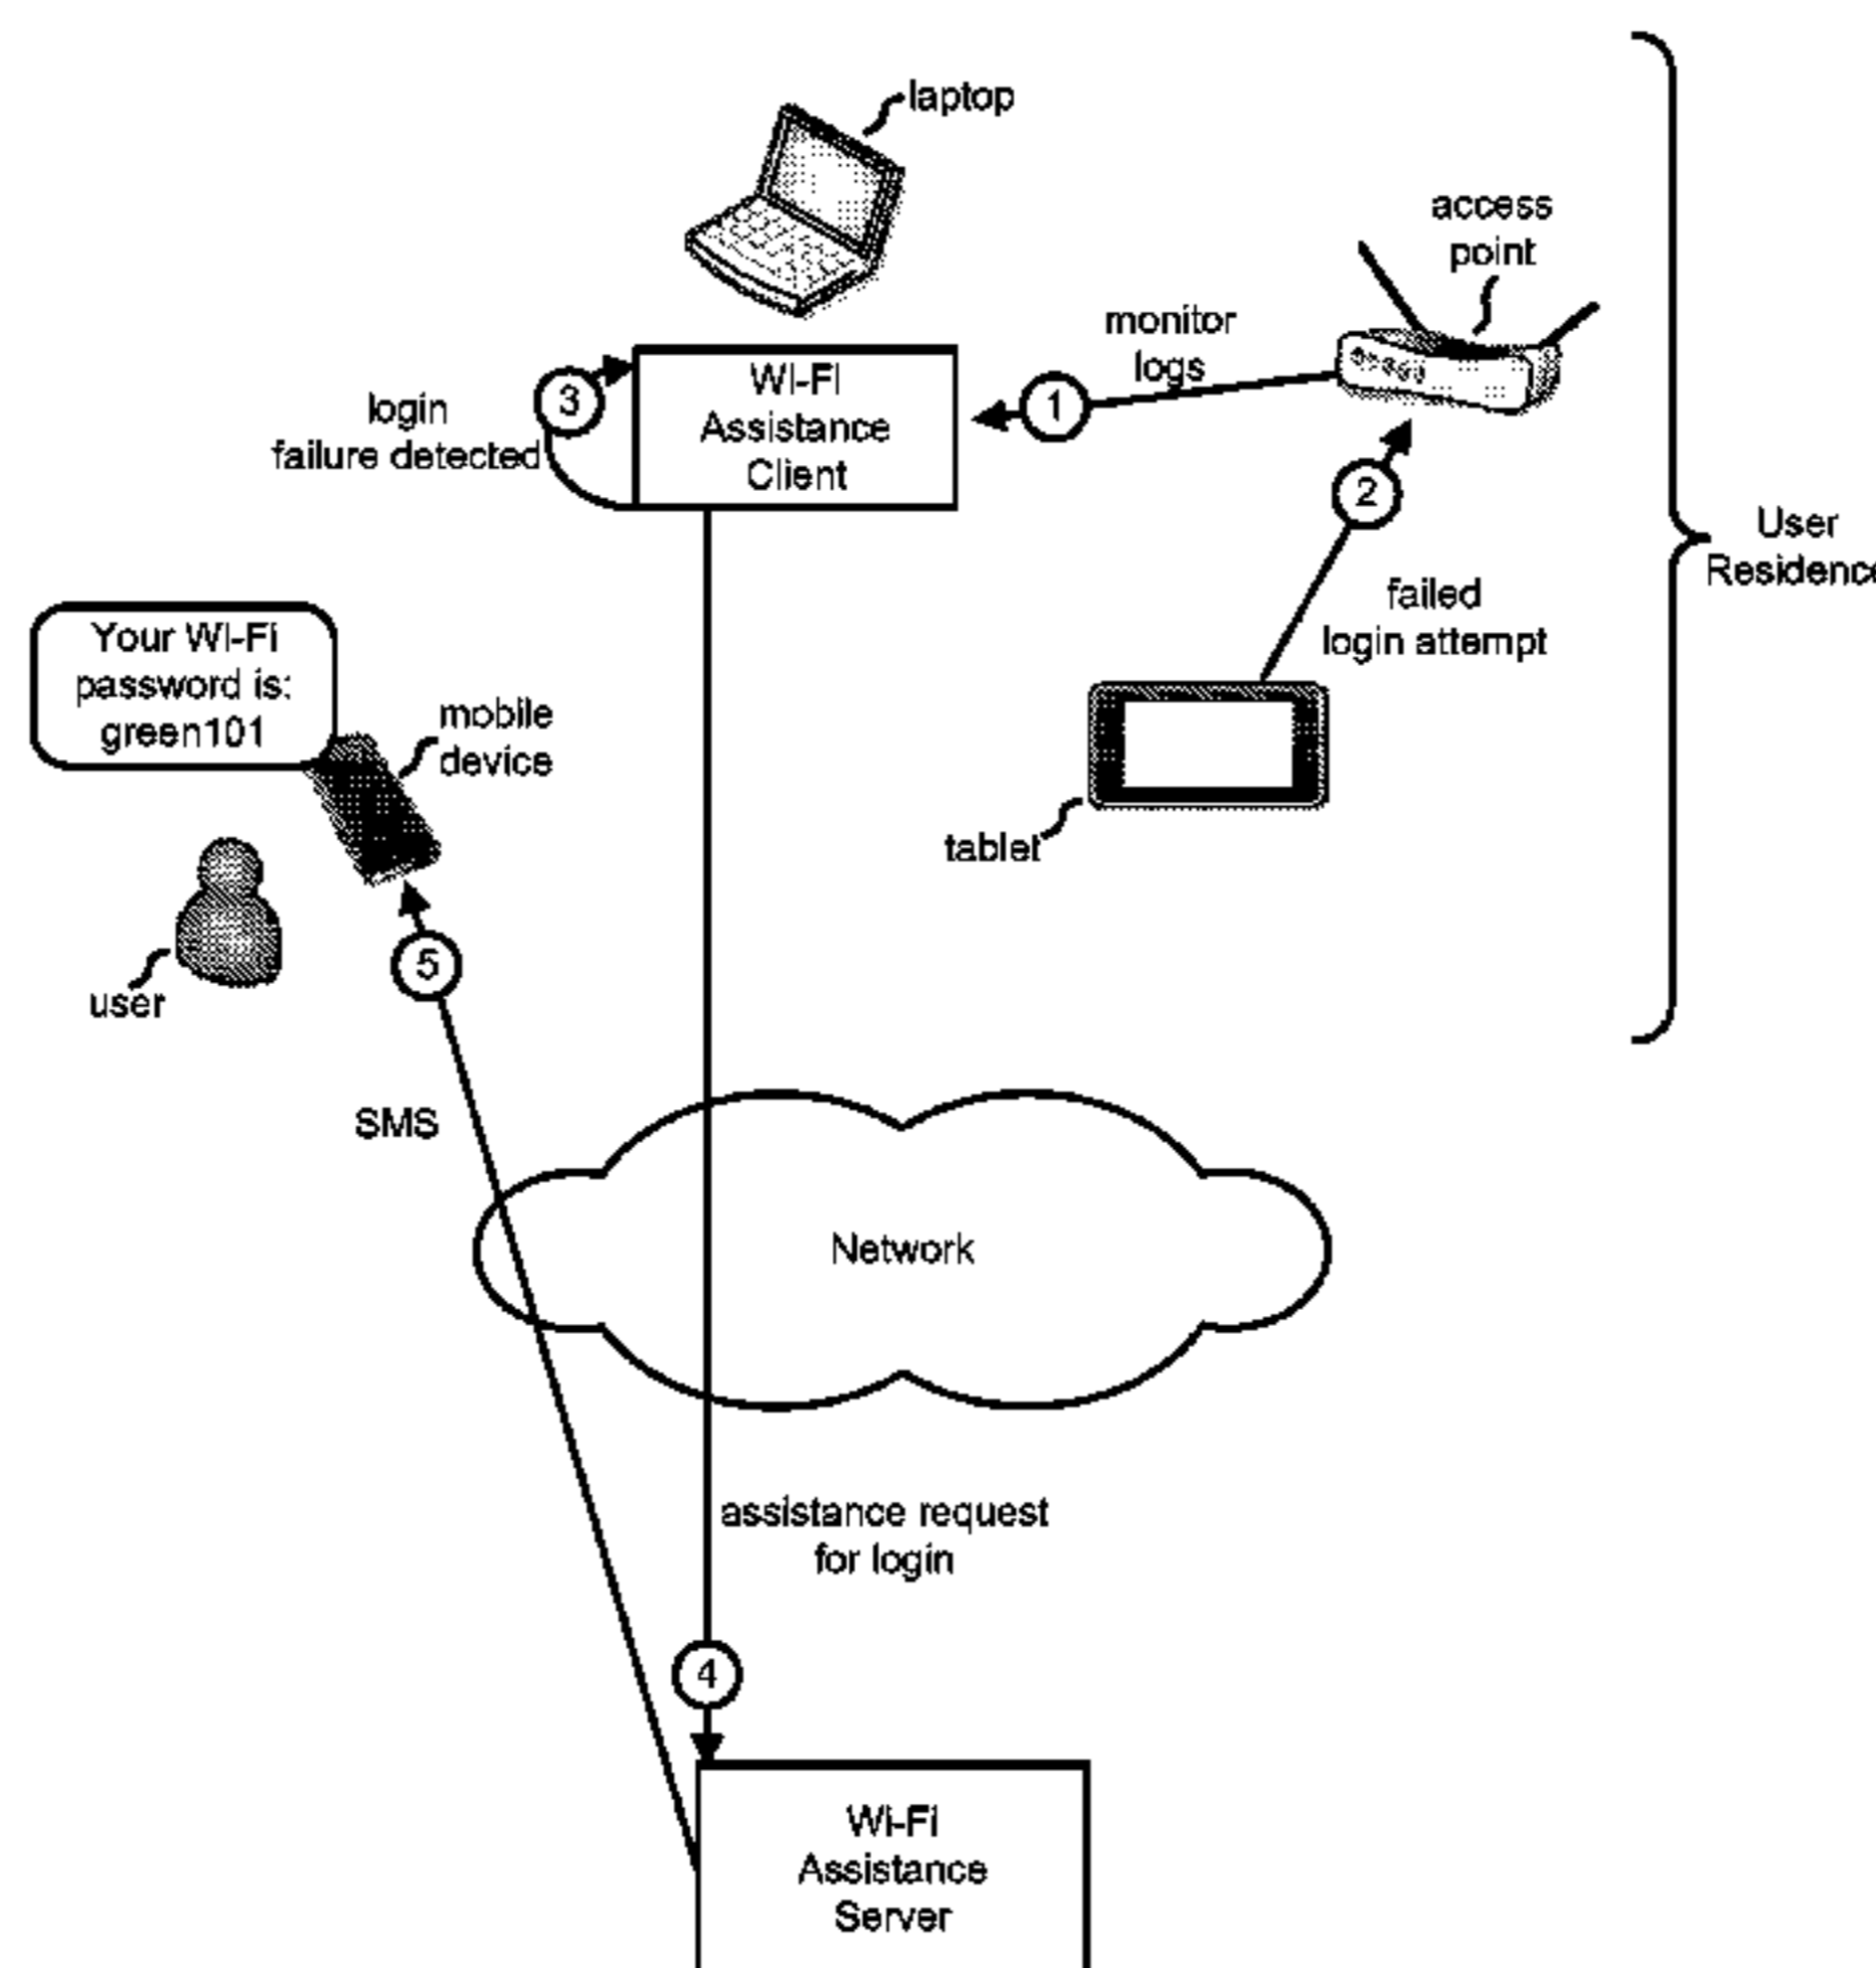 laptop
access
point
monitor
logs
1
WI-FI
Assistance
Client
3
login
failure detected
2
User
Residence
failed
login attempt
Your WI-FI
password is:
green101
mobile
device
tablet
user
5
SMS
Network
assistance request
for login
4
Wi-Fi
Assistance
Server